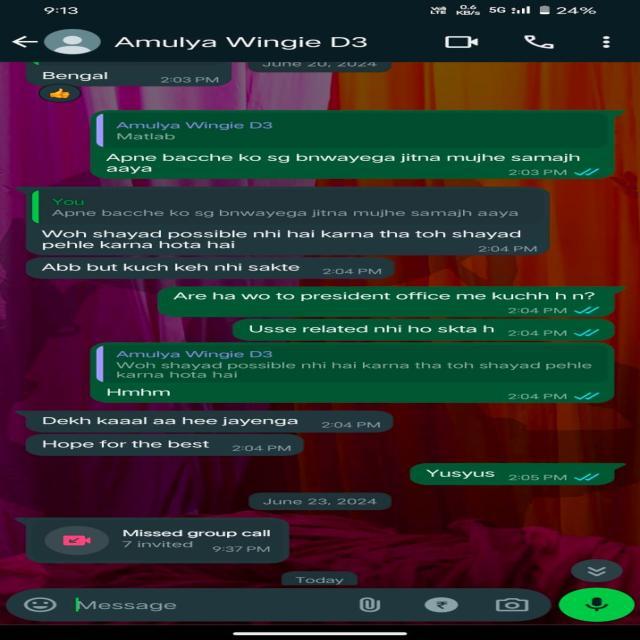 9:13
Vo)) LTE 0.6 KB/s 5G 24%
Amulya Wingie D3
June 20, 2024
Bengal
2:03 PM
Amulya Wingie D3
Matlab
Apne bacche ko sg bnwayega jitna mujhe samajh
aaya
2:03 PM
You
Apne bacche ko sg bnwayega jitna mujhe samajh aaya
Woh shayad possible nhi hai karna tha toh shayad
pehle karna hota hai
2:04 PM
Abb but kuch keh nhi sakte 2:04 PM
Are ha wo to president office me kuchh h n?
2:04 PM
Usse related nhi ho skta h 2:04 PM
Amulya Wingie D3
Woh shayad possible nhi hai karna tha toh shayad pehle
karna hota hai
Hmhm
2:04 PM
Dekh kaaal aa hee jayenga 2:04 PM
Hope for the best 2:04 PM
Yusyus 2:05 PM
June 23, 2024
Missed group call
7 invited 9:37 PM
Today
Message